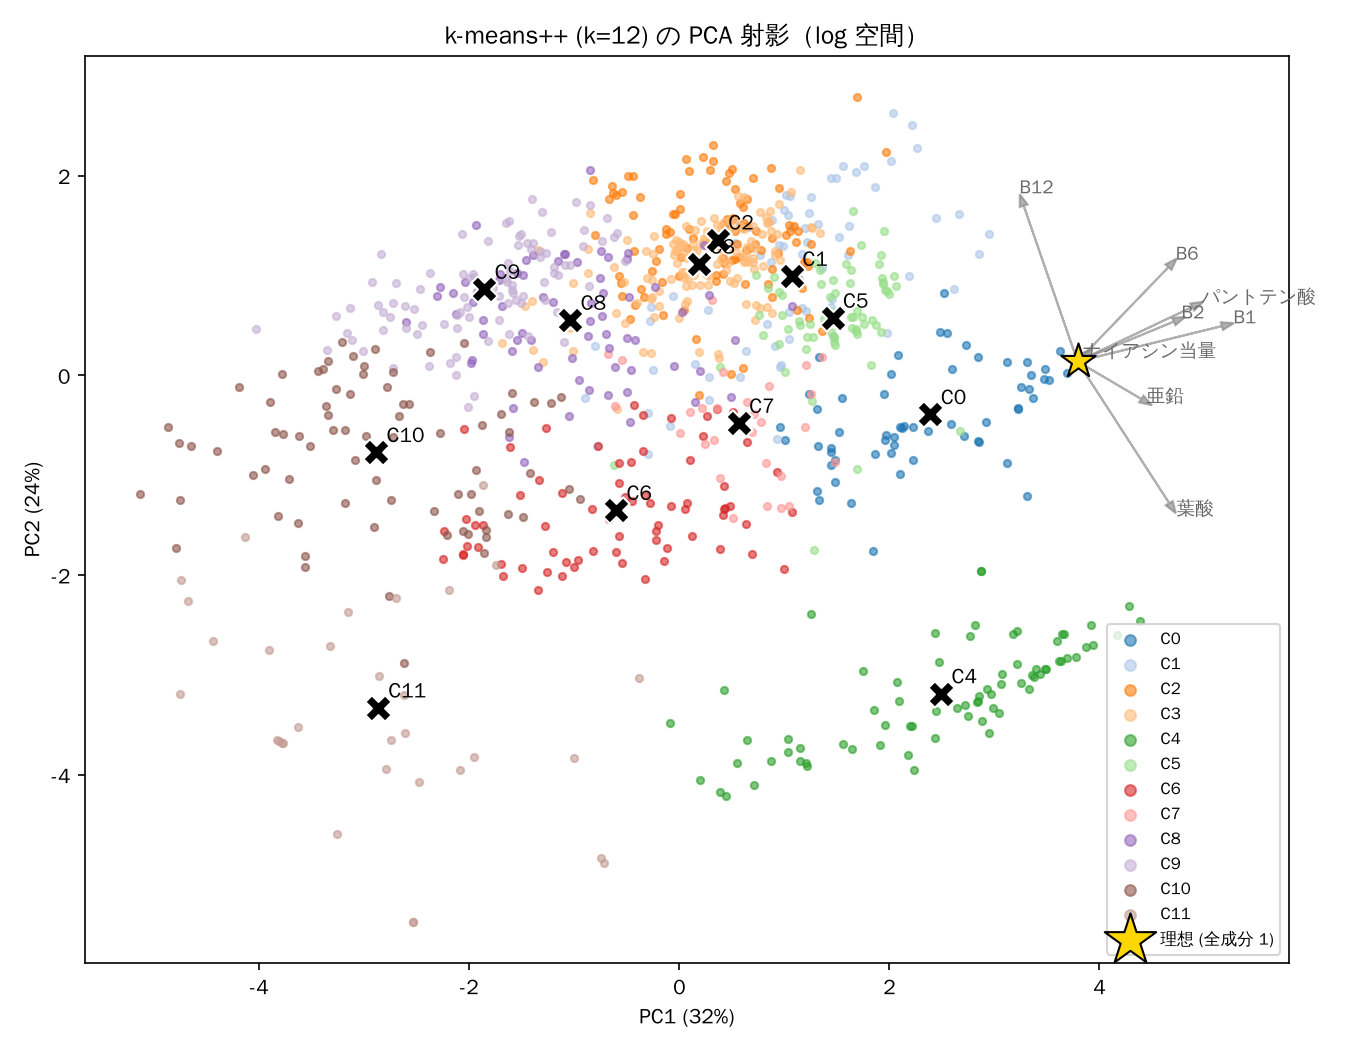 k-means++ (k=12) の PCA 射影（log 空間）
PC2 (24%)
2
0
-2
-4
B12
B6
パントテン酸
B2
B1
ナイアシン当量
亜鉛
葉酸
C2
C3
C1
C9
C8
C5
C0
C7
C10
C6
C11
C4
C0
C1
C2
C3
C4
C5
C6
C7
C8
C9
C10
C11
理想 (全成分 1)
-4
-2
0
2
4
PC1 (32%)